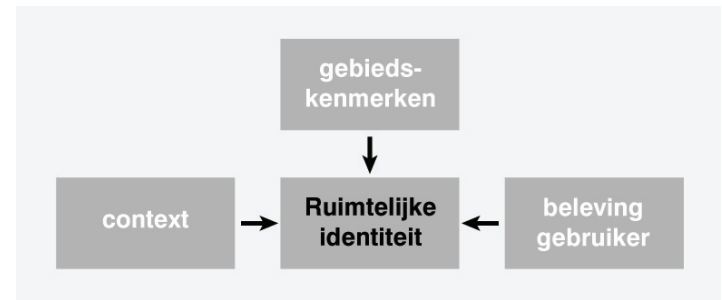 gebieds-
kenmerken
context
Ruimtelijke
identiteit
beleving
gebruiker